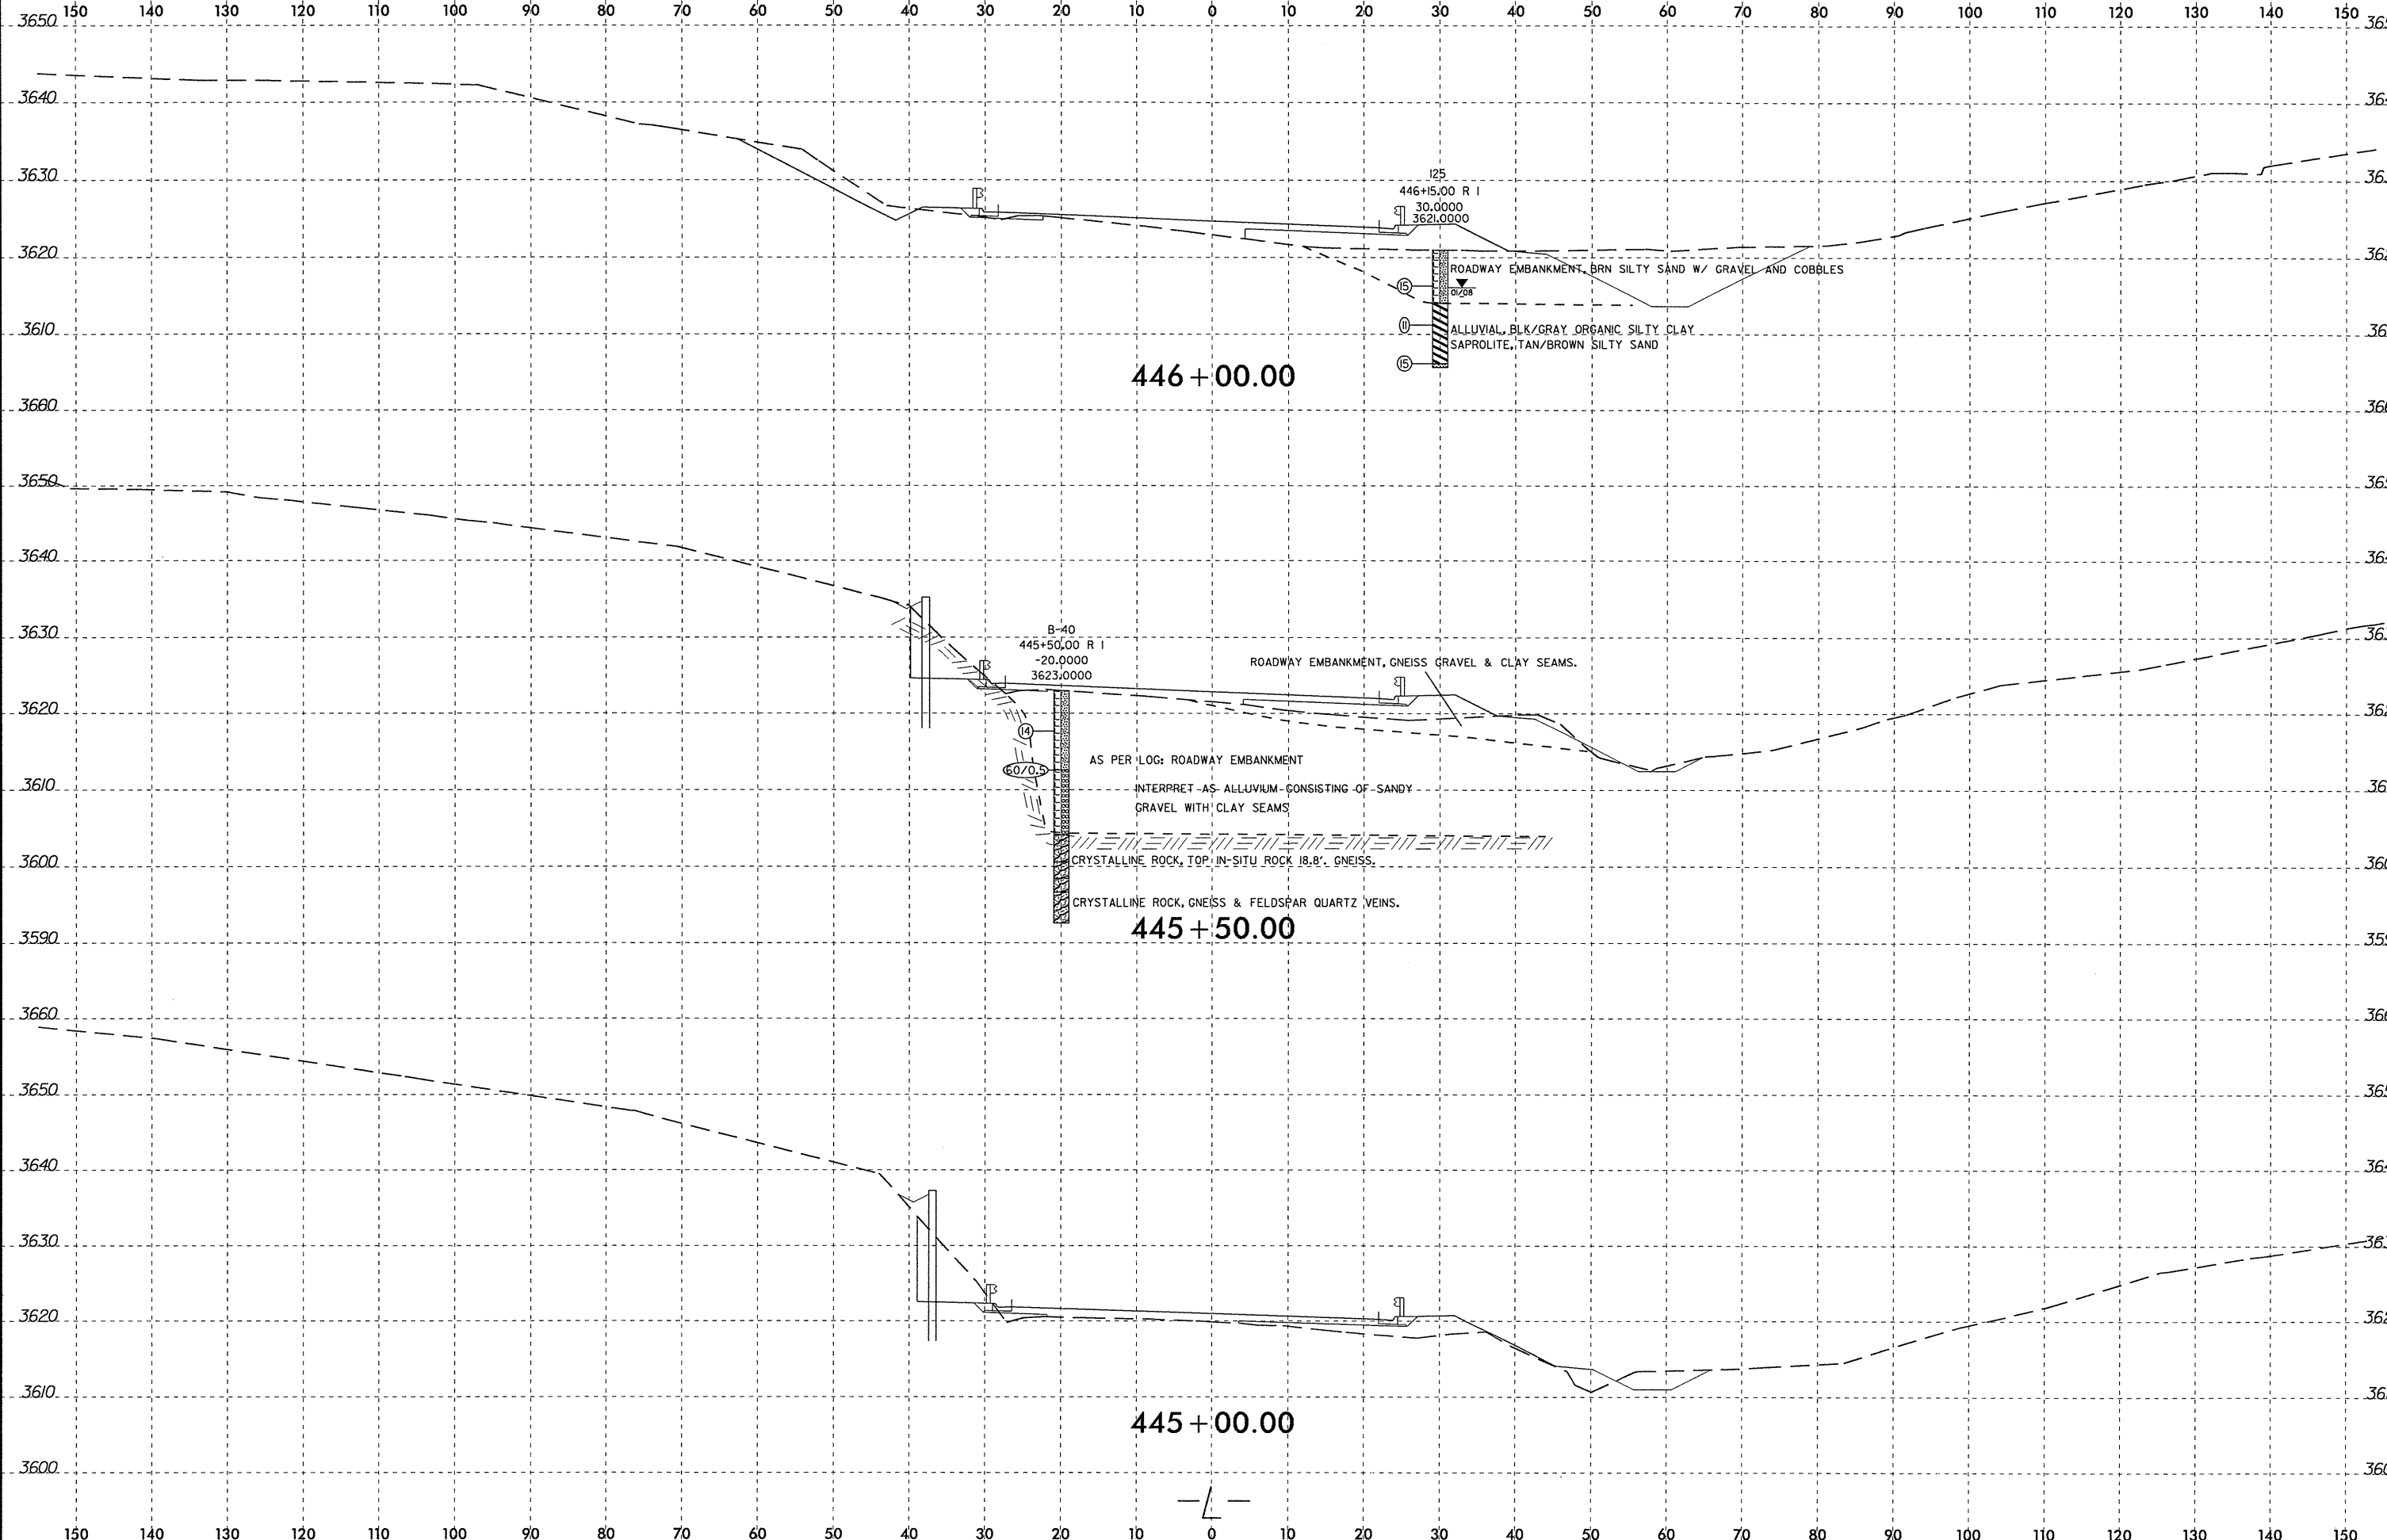 150 140 130 120 110 100 90 80 70 60 50 40 30 20 10 0 10 20 30 40 50 60 70 80 90 100 110 120 130 140 150
3650
3640
3630
125
446+15.00 R 1
30.0000
3621.0000
3620
ROADWAY EMBANKMENT, BRN SILTY SAND W/ GRAVEL AND COBBLES
15
01/08
3610
11
ALLUVIAL, BLK/GRAY ORGANIC SILTY CLAY
SAPROLITE, TAN/BROWN SILTY SAND
15
446+00.00
3660
3650
3640
3630
B-40
445+50.00 R 1
-20.0000
3623.0000
ROADWAY EMBANKMENT, GNEISS GRAVEL & CLAY SEAMS.
3620
14
AS PER LOG: ROADWAY EMBANKMENT
60/0.5
3610
INTERPRET AS ALLUVIUM CONSISTING OF SANDY
GRAVEL WITH CLAY SEAMS
3600
CRYSTALLINE ROCK, TOP IN-SITU ROCK 18.8'. GNEISS.
CRYSTALLINE ROCK, GNEISS & FELDSPAR QUARTZ VEINS.
445+50.00
3590
3660
3650
3640
3630
3620
3610
445+00.00
3600
-L-
150 140 130 120 110 100 90 80 70 60 50 40 30 20 10 0 10 20 30 40 50 60 70 80 90 100 110 120 130 140 150